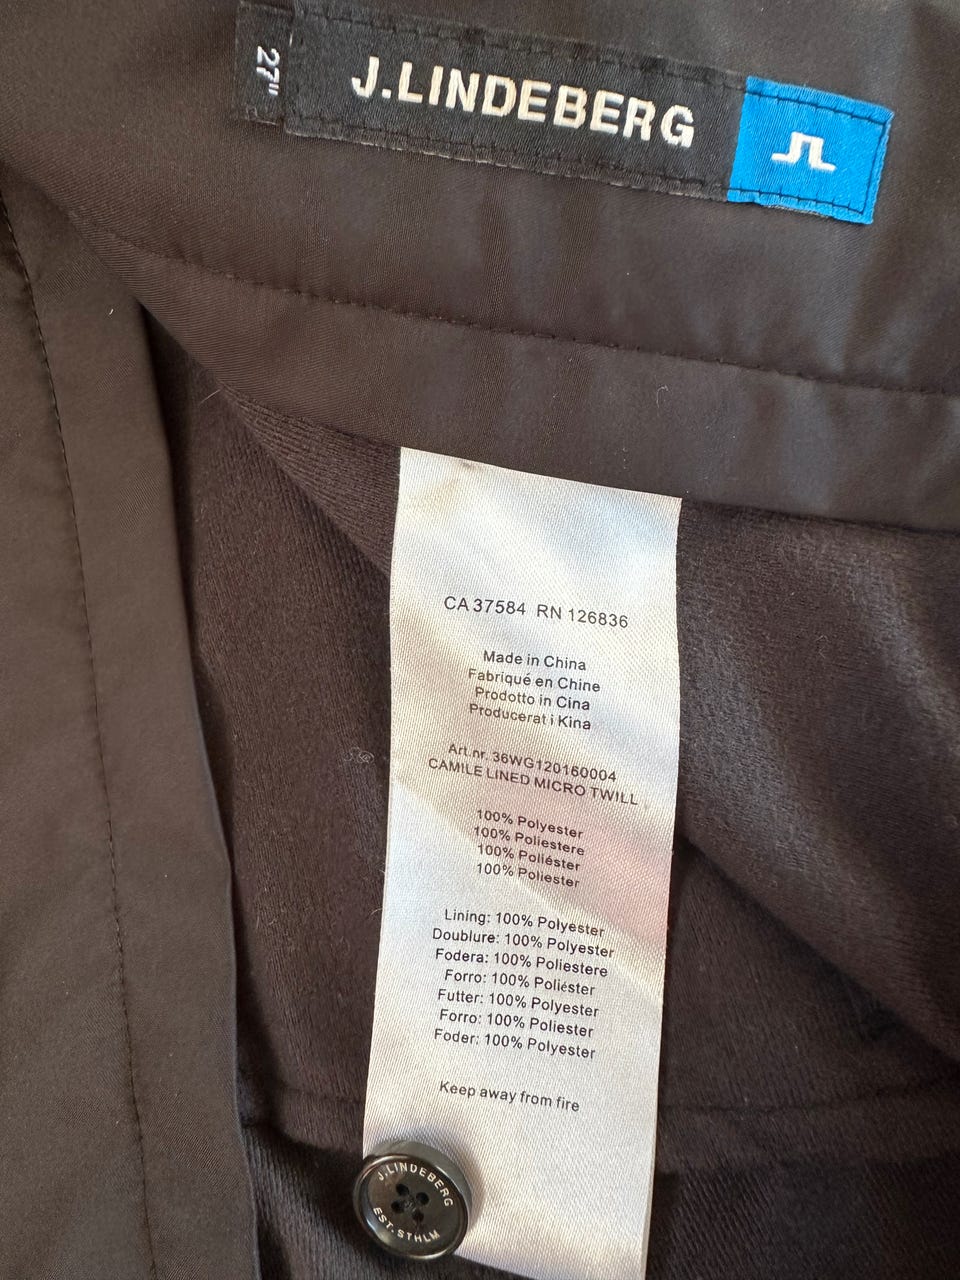 27"
J.LINDEBERG
CA 37584 RN 126836
Made in China
Fabriqué en Chine
Prodotto in Cina
Producerat i Kina
Art.nr. 36WG120160004
CAMILE LINED MICRO TWILL
100% Polyester
100% Poliestere
100% Poliéster
100% Poliester
Lining: 100% Polyester
Doublure: 100% Polyester
Fodera: 100% Poliestere
Forro: 100% Poliéster
Futter: 100% Polyester
Forro: 100% Poliester
Foder: 100% Polyester
Keep away from fire
J.LINDEBERG
EST. STHLM